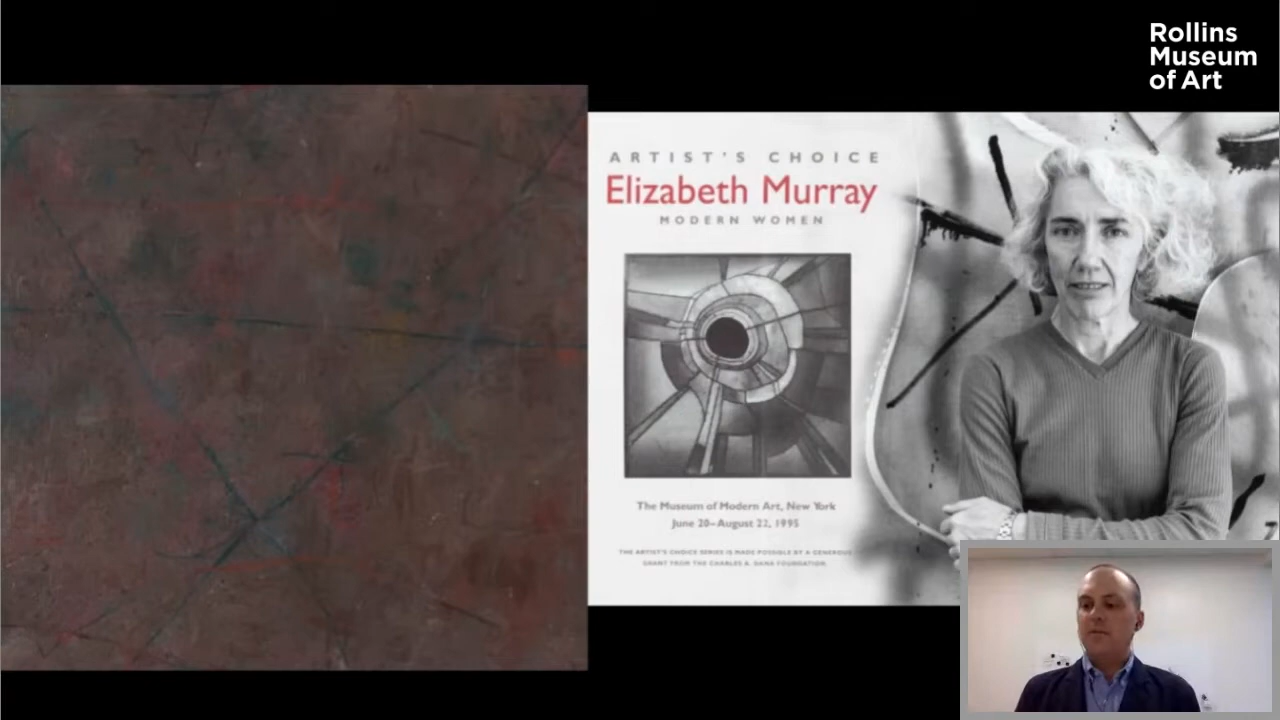 Rollins
Museum
of Art
ARTIST'S CHOICE
Elizabeth Murray
MODERN WOMEN
The Museum of Modern Art, New York
June 20–August 22, 1995
THE ARTIST'S CHOICE SERIES IS MADE POSSIBLE BY A GENEROUS
GRANT FROM THE CHARLES A. DANA FOUNDATION.